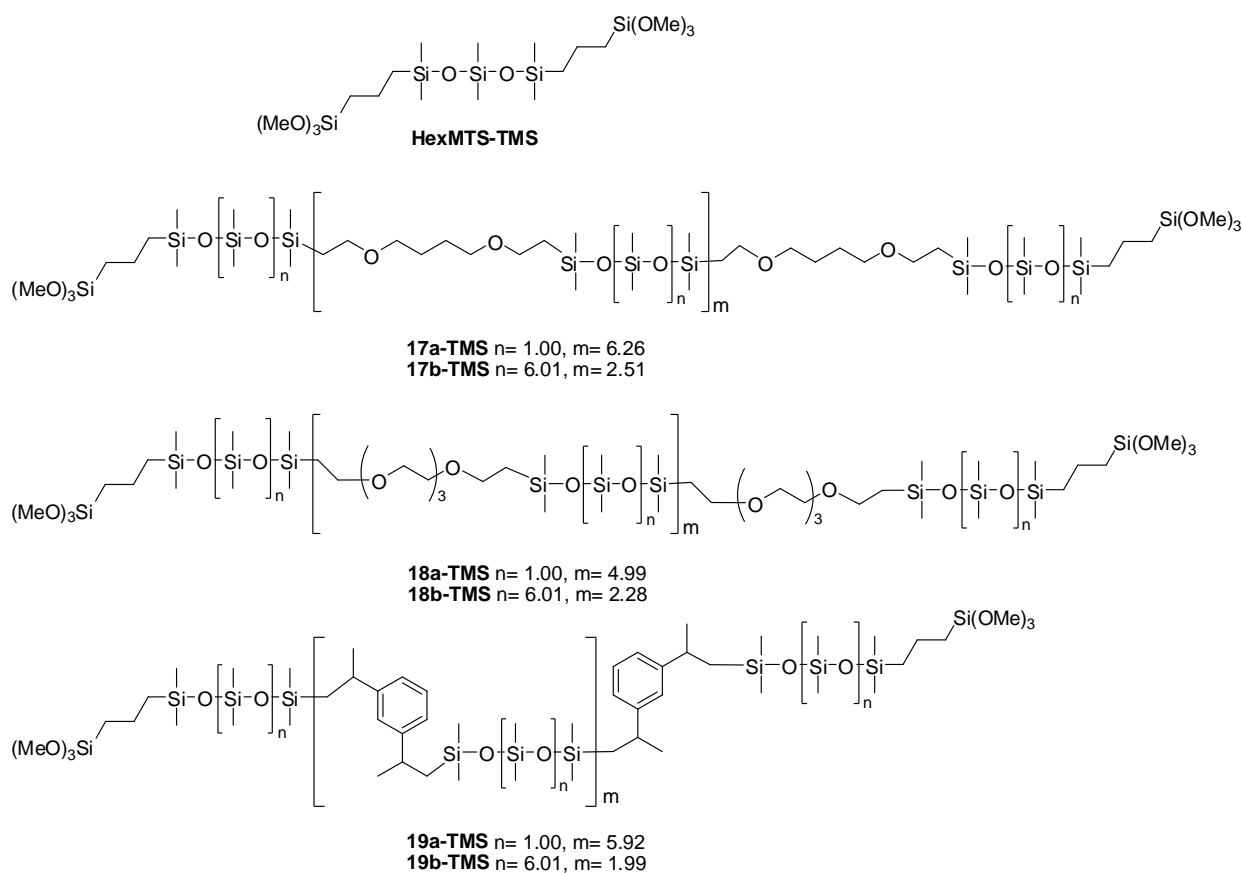 Si(OMe)3
Si O Si O Si
(MeO)3Si
HexMTS-TMS
Si O Si O Si n O O Si O Si O Si n m O O Si O Si O Si n Si(OMe)3
(MeO)3Si
17a-TMS n= 1.00, m= 6.26
17b-TMS n= 6.01, m= 2.51
Si O Si O Si n O 3 O Si O Si O Si n m O 3 O Si O Si O Si n Si(OMe)3
(MeO)3Si
18a-TMS n= 1.00, m= 4.99
18b-TMS n= 6.01, m= 2.28
Si(OMe)3
Si O Si O Si n Si O Si O Si n m Si O Si O Si n
(MeO)3Si
19a-TMS n= 1.00, m= 5.92
19b-TMS n= 6.01, m= 1.99